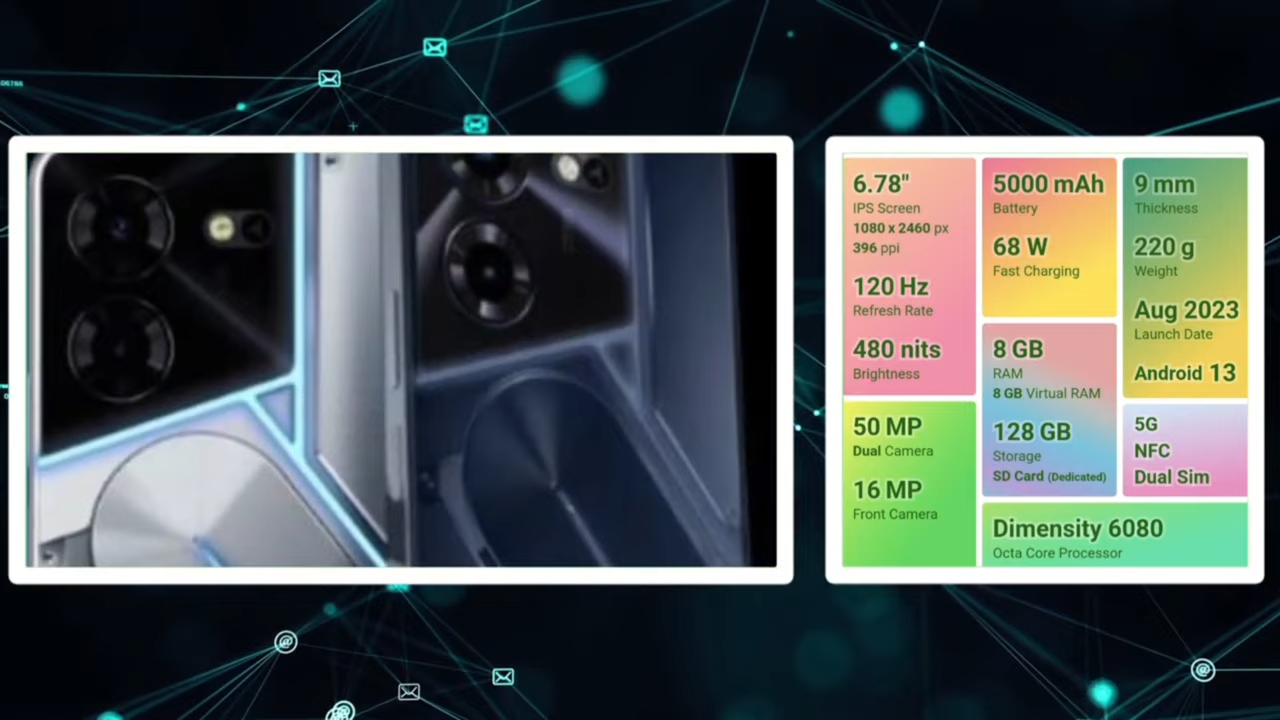 6.78"
IPS Screen
1080 x 2460 px
396 ppi
120 Hz
Refresh Rate
480 nits
Brightness
50 MP
Dual Camera
16 MP
Front Camera
5000 mAh
Battery
68 W
Fast Charging
8 GB
RAM
8 GB Virtual RAM
128 GB
Storage
SD Card (Dedicated)
9 mm
Thickness
220 g
Weight
Aug 2023
Launch Date
Android 13
5G
NFC
Dual Sim
Dimensity 6080
Octa Core Processor